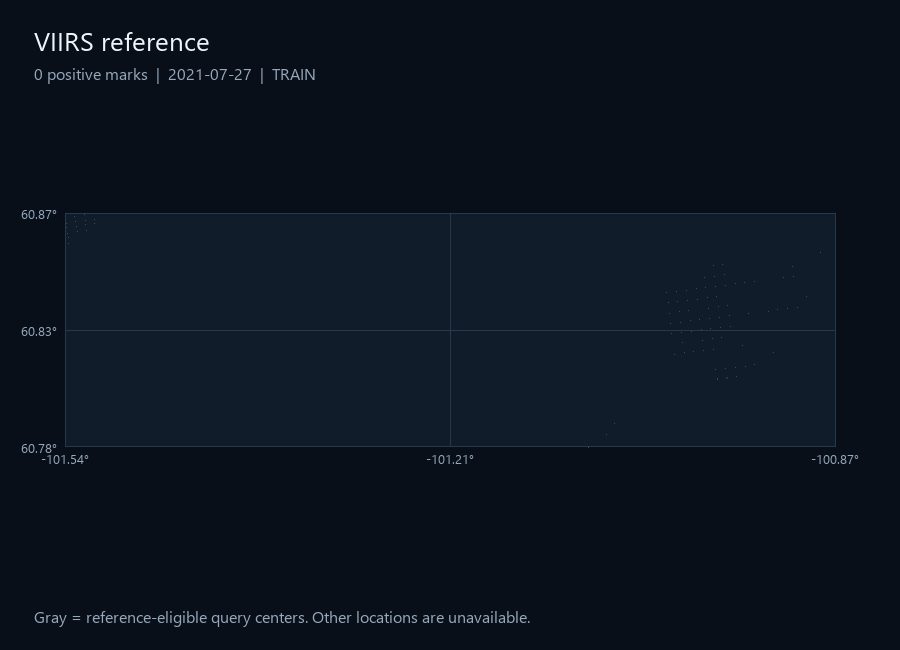 VIIRS reference
0 positive marks | 2021-07-27 | TRAIN
60.87°
60.83°
60.78°
-101.54°
-101.21°
-100.87°
Gray = reference-eligible query centers. Other locations are unavailable.